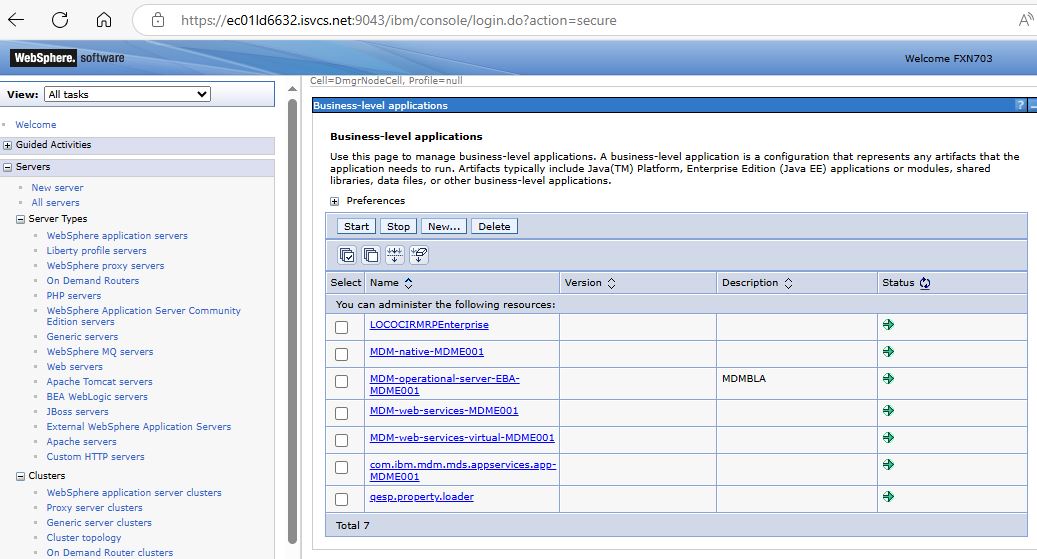 https://ec01ld6632.isvcs.net:9043/ibm/console/login.do?action=secure
WebSphere. software
Welcome FXN703
View: All tasks
Cell=DmgrNodeCell, Profile=null
Welcome
Guided Activities
Servers
New server
All servers
Server Types
WebSphere application servers
Liberty profile servers
WebSphere proxy servers
On Demand Routers
PHP servers
WebSphere Application Server Community
Edition servers
Generic servers
WebSphere MQ servers
Web servers
Apache Tomcat servers
BEA WebLogic servers
JBoss servers
External WebSphere Application Servers
Apache servers
Custom HTTP servers
Clusters
WebSphere application server clusters
Proxy server clusters
Generic server clusters
Cluster topology
On Demand Router clusters
Business-level applications
?
Business-level applications
Use this page to manage business-level applications. A business-level application is a configuration that represents any artifacts that the
application needs to run. Artifacts typically include Java(TM) Platform, Enterprise Edition (Java EE) applications or modules, shared
libraries, data files, or other business-level applications.
Preferences
Start Stop New... Delete
Select Name Version Description Status
You can administer the following resources:
LOCOCIRMRPEnterprise
MDM-native-MDME001
MDM-operational-server-EBA- MDMBLA
MDME001
MDM-web-services-MDME001
MDM-web-services-virtual-MDME001
com.ibm.mdm.mds.appservices.app-
MDME001
qesp.property.loader
Total 7